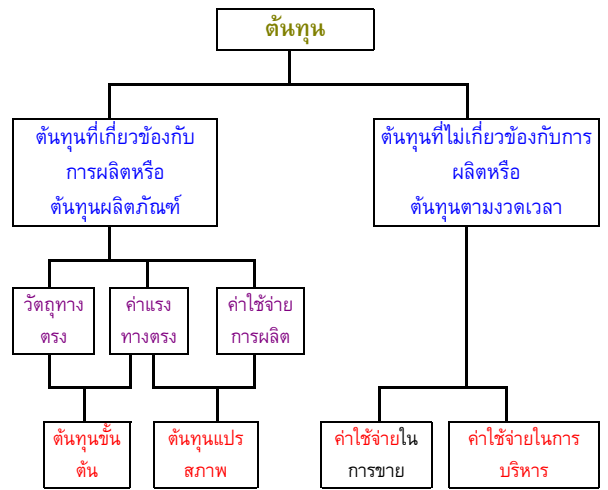 ต้นทุน
ต้นทุนที่เกี่ยวข้องกับ
การผลิตหรือ
ต้นทุนผลิตภัณฑ์
ต้นทุนที่ไม่เกี่ยวข้องกับการ
ผลิตหรือ
ต้นทุนตามงวดเวลา
วัตถุทาง
ตรง
ค่าแรง
ทางตรง
ค่าใช้จ่าย
การผลิต
ต้นทุนขั้น
ต้น
ต้นทุนแปร
สภาพ
ค่าใช้จ่ายใน
การขาย
ค่าใช้จ่ายในการ
บริหาร